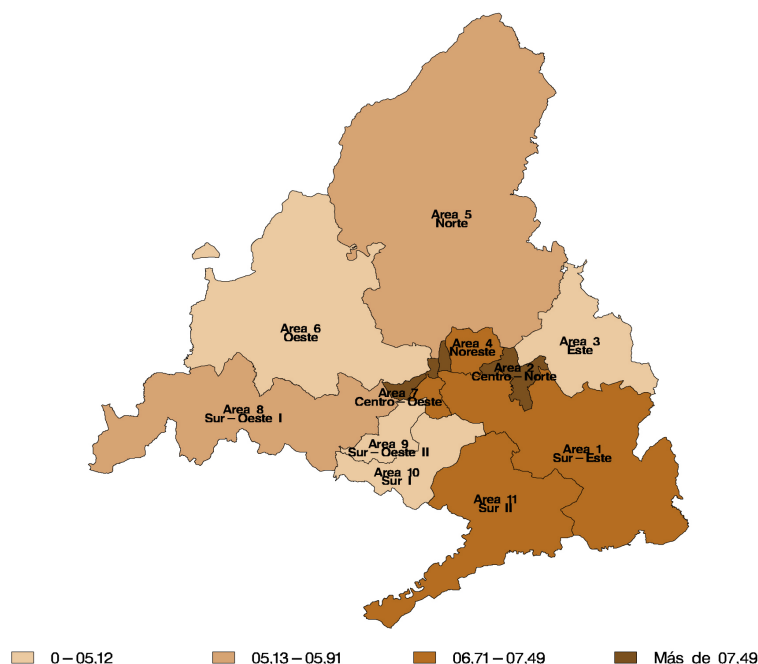 Area 5
Norte
Area 6
Oeste
Area 4
Noreste
Area 3
Este
Area 2
Centro-Norte
Area 7
Centro-Oeste
Area 8
Sur-Oeste I
Area 9
Sur-Oeste II
Area 1
Sur-Este
Area 10
Sur I
Area 11
Sur II
0-05.12
05.13-05.91
06.71-07.49
Más de 07.49